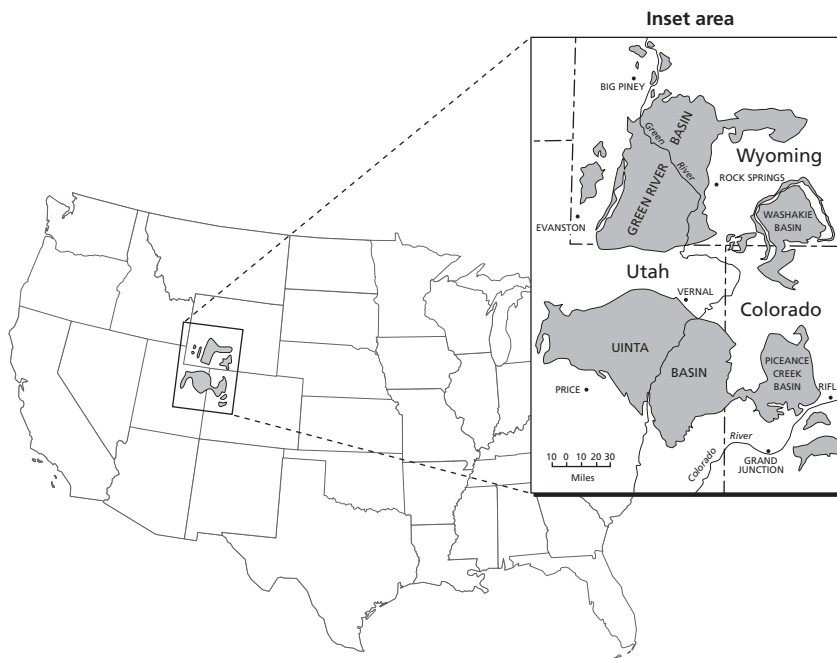 Inset area
BIG PINEY
Green
River
BASIN
GREEN RIVER
Wyoming
ROCK SPRINGS
EVANSTON
WASHAKIE
BASIN
Utah
VERNAL
Colorado
UINTA
BASIN
PICEANCE
CREEK
BASIN
PRICE
RIFL
River
Colorado
GRAND
JUNCTION
10 0 10 20 30
Miles